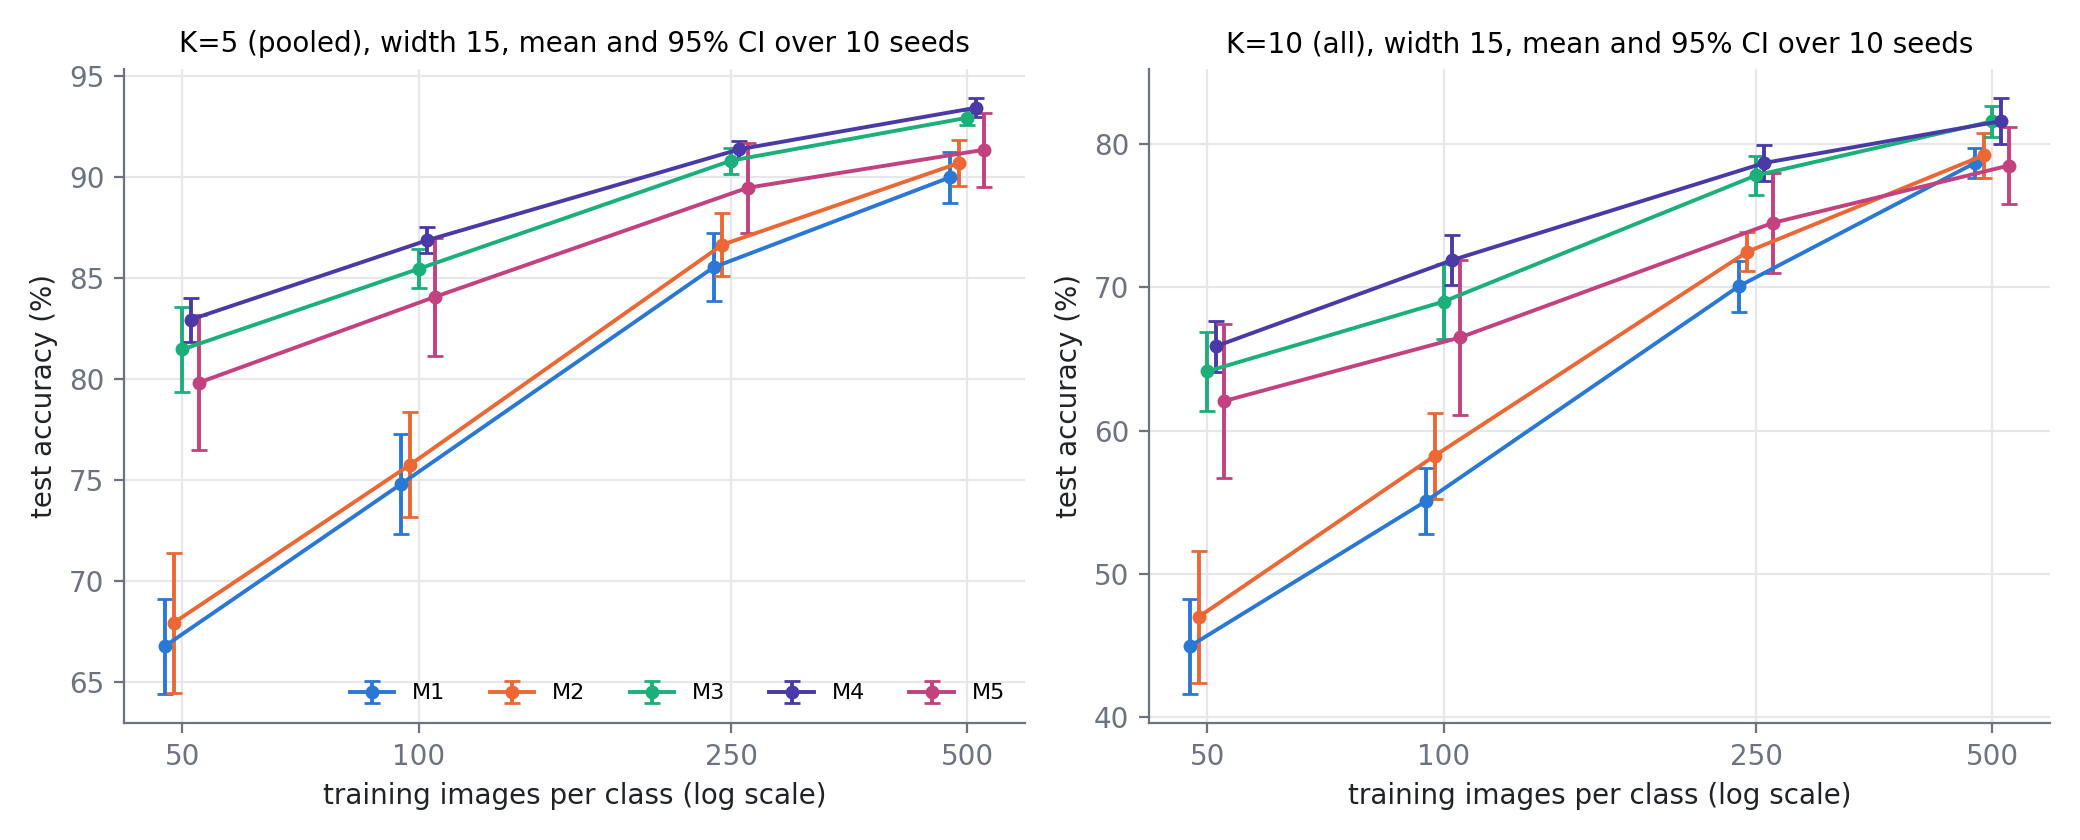 K=5 (pooled), width 15, mean and 95% CI over 10 seeds
95
90
85
80
75
70
65
test accuracy (%)
M1 M2 M3 M4 M5
50 100 250 500
training images per class (log scale)
K=10 (all), width 15, mean and 95% CI over 10 seeds
80
70
60
50
40
test accuracy (%)
50 100 250 500
training images per class (log scale)